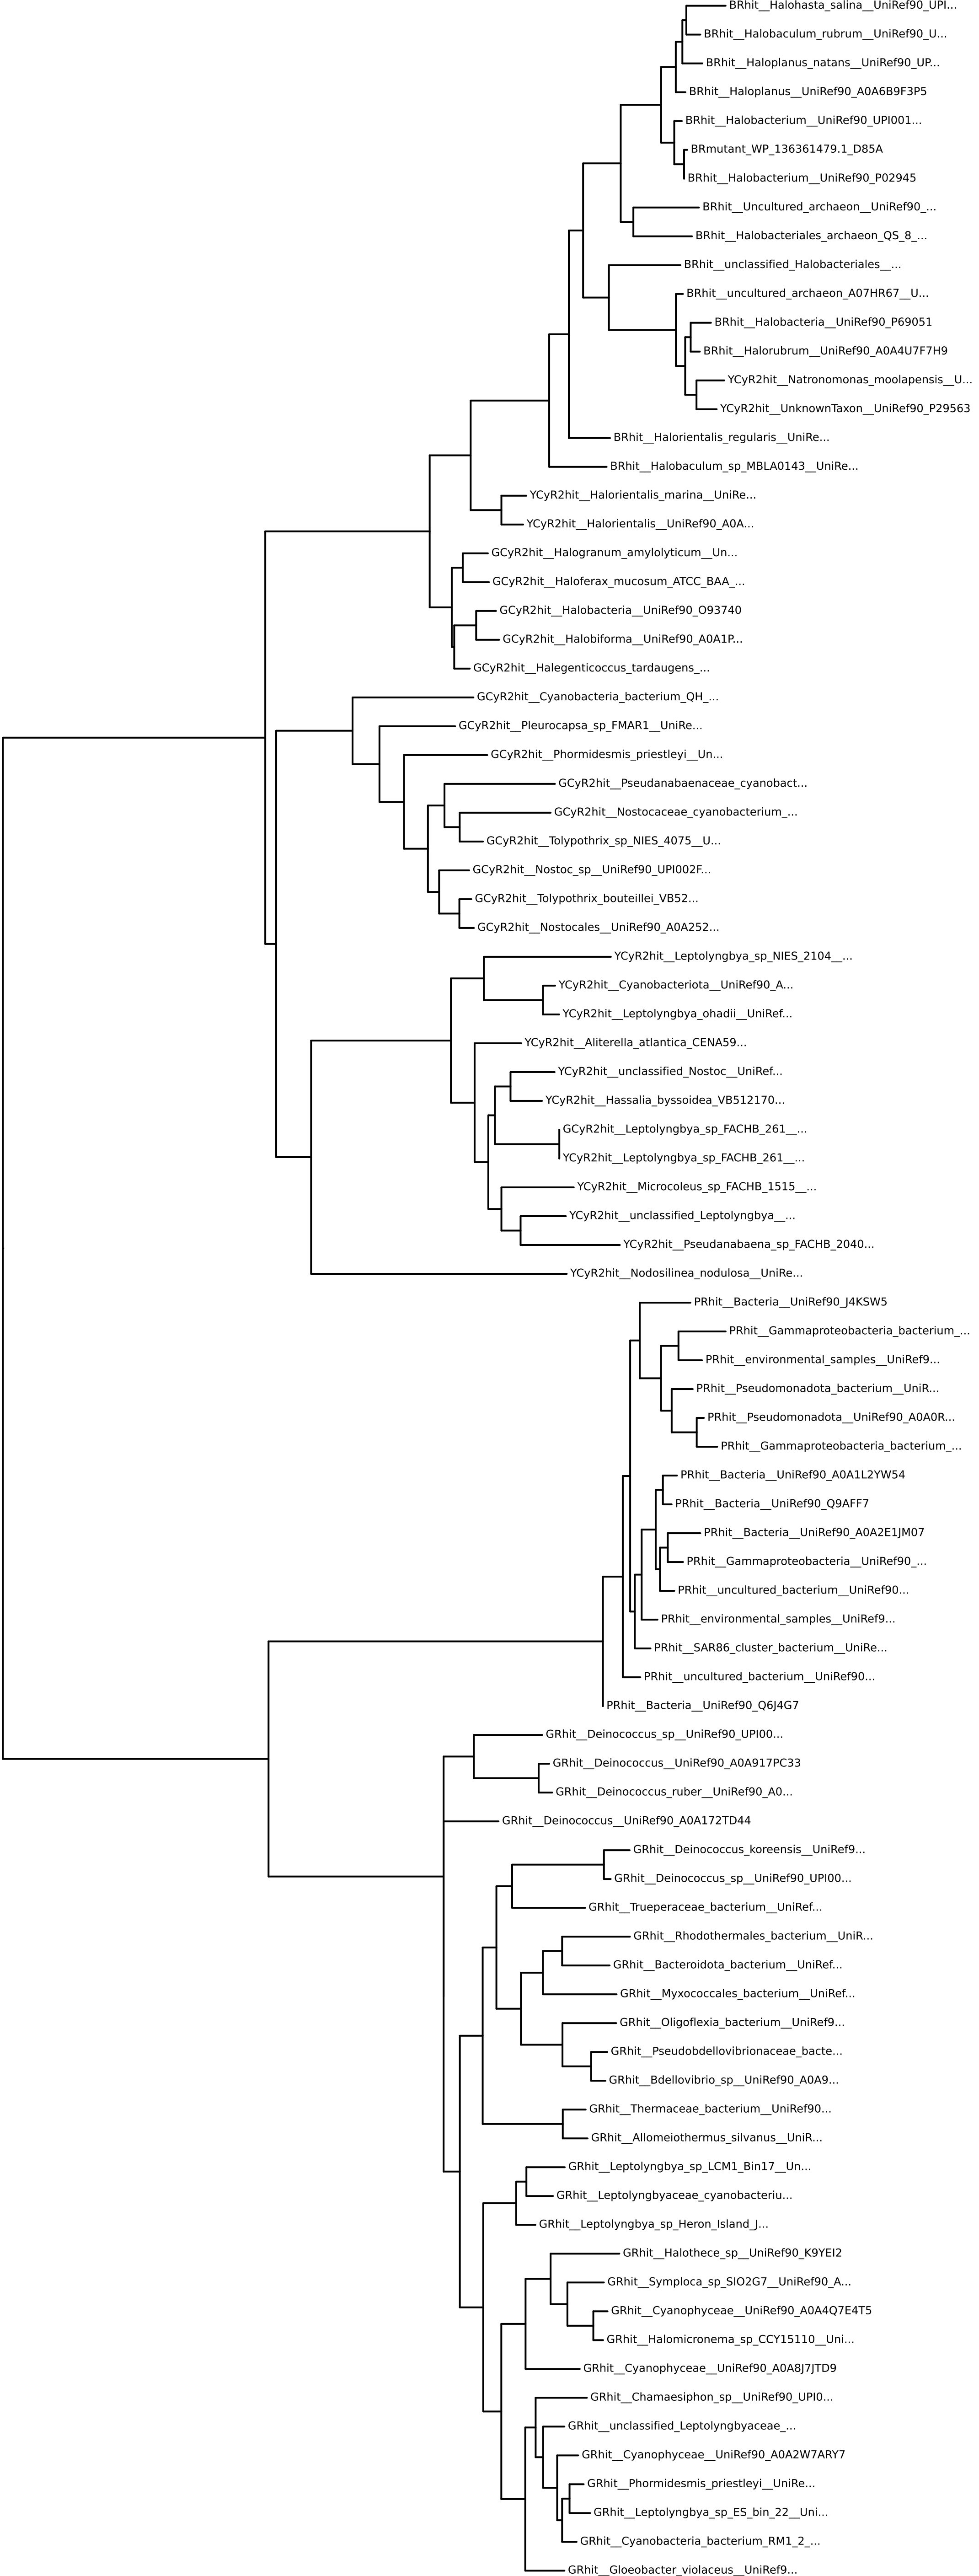 BRhit__Halohasta_salina__UniRef90_UPI...
BRhit__Halobaculum_rubrum__UniRef90_U...
BRhit__Haloplanus_natans__UniRef90_UP...
BRhit__Haloplanus__UniRef90_A0A6B9F3P5
BRhit__Halobacterium__UniRef90_UPI001...
BRmutant_WP_136361479.1_D85A
BRhit__Halobacterium__UniRef90_P02945
BRhit__Uncultured_archaeon__UniRef90_...
BRhit__Halobacteriales_archaeon_QS_8_...
BRhit__unclassified_Halobacteriales__...
BRhit__uncultured_archaeon_A07HR67__U...
BRhit__Halobacteria__UniRef90_P69051
BRhit__Halorubrum__UniRef90_A0A4U7F7H9
YCyR2hit__Natronomonas_moolapensis__U...
YCyR2hit__UnknownTaxon__UniRef90_P29563
BRhit__Halorientalis_regularis__UniRe...
BRhit__Halobaculum_sp_MBLA0143__UniRe...
YCyR2hit__Halorientalis_marina__UniRe...
YCyR2hit__Halorientalis__UniRef90_A0A...
GCyR2hit__Halogranum_amylolyticum__Un...
GCyR2hit__Haloferax_mucosum_ATCC_BAA_...
GCyR2hit__Halobacteria__UniRef90_O93740
GCyR2hit__Halobiforma__UniRef90_A0A1P...
GCyR2hit__Halegenticoccus_tardaugens_...
GCyR2hit__Cyanobacteria_bacterium_QH_...
GCyR2hit__Pleurocapsa_sp_FMAR1__UniRe...
GCyR2hit__Phormidesmis_priestleyi__Un...
GCyR2hit__Pseudanabaenaceae_cyanobact...
GCyR2hit__Nostocaceae_cyanobacterium_...
GCyR2hit__Tolypothrix_sp_NIES_4075__U...
GCyR2hit__Nostoc_sp__UniRef90_UPI002F...
GCyR2hit__Tolypothrix_bouteillei_VB52...
GCyR2hit__Nostocales__UniRef90_A0A252...
YCyR2hit__Leptolyngbya_sp_NIES_2104__...
YCyR2hit__Cyanobacteriota__UniRef90_A...
YCyR2hit__Leptolyngbya_ohadii__UniRef...
YCyR2hit__Aliterella_atlantica_CENA59...
YCyR2hit__unclassified_Nostoc__UniRef...
YCyR2hit__Hassalia_byssoidea_VB512170...
GCyR2hit__Leptolyngbya_sp_FACHB_261__...
YCyR2hit__Leptolyngbya_sp_FACHB_261__...
YCyR2hit__Microcoleus_sp_FACHB_1515__...
YCyR2hit__unclassified_Leptolyngbya__...
YCyR2hit__Pseudanabaena_sp_FACHB_2040...
YCyR2hit__Nodosilinea_nodulosa__UniRe...
PRhit__Bacteria__UniRef90_J4KSW5
PRhit__Gammaproteobacteria_bacterium_...
PRhit__environmental_samples__UniRef9...
PRhit__Pseudomonadota_bacterium__UniR...
PRhit__Pseudomonadota__UniRef90_A0A0R...
PRhit__Gammaproteobacteria_bacterium_...
PRhit__Bacteria__UniRef90_A0A1L2YW54
PRhit__Bacteria__UniRef90_Q9AFF7
PRhit__Bacteria__UniRef90_A0A2E1JM07
PRhit__Gammaproteobacteria__UniRef90_...
PRhit__uncultured_bacterium__UniRef90...
PRhit__environmental_samples__UniRef9...
PRhit__SAR86_cluster_bacterium__UniRe...
PRhit__uncultured_bacterium__UniRef90...
PRhit__Bacteria__UniRef90_Q6J4G7
GRhit__Deinococcus_sp__UniRef90_UPI00...
GRhit__Deinococcus__UniRef90_A0A917PC33
GRhit__Deinococcus_ruber__UniRef90_A0...
GRhit__Deinococcus__UniRef90_A0A172TD44
GRhit__Deinococcus_koreensis__UniRef9...
GRhit__Deinococcus_sp__UniRef90_UPI00...
GRhit__Trueperaceae_bacterium__UniRef...
GRhit__Rhodothermales_bacterium__UniR...
GRhit__Bacteroidota_bacterium__UniRef...
GRhit__Myxococcales_bacterium__UniRef...
GRhit__Oligoflexia_bacterium__UniRef9...
GRhit__Pseudobdellovibrionaceae_bacte...
GRhit__Bdellovibrio_sp__UniRef90_A0A9...
GRhit__Thermaceae_bacterium__UniRef90...
GRhit__Allomeiothermus_silvanus__UniR...
GRhit__Leptolyngbya_sp_LCM1_Bin17__Un...
GRhit__Leptolyngbyaceae_cyanobacteriu...
GRhit__Leptolyngbya_sp_Heron_Island_J...
GRhit__Halothece_sp__UniRef90_K9YEI2
GRhit__Symploca_sp_SIO2G7__UniRef90_A...
GRhit__Cyanophyceae__UniRef90_A0A4Q7E4T5
GRhit__Halomicronema_sp_CCY15110__Uni...
GRhit__Cyanophyceae__UniRef90_A0A8J7JTD9
GRhit__Chamaesiphon_sp__UniRef90_UPI0...
GRhit__unclassified_Leptolyngbyaceae_...
GRhit__Cyanophyceae__UniRef90_A0A2W7ARY7
GRhit__Phormidesmis_priestleyi__UniRe...
GRhit__Leptolyngbya_sp_ES_bin_22__Uni...
GRhit__Cyanobacteria_bacterium_RM1_2_...
GRhit__Gloeobacter_violaceus__UniRef9...